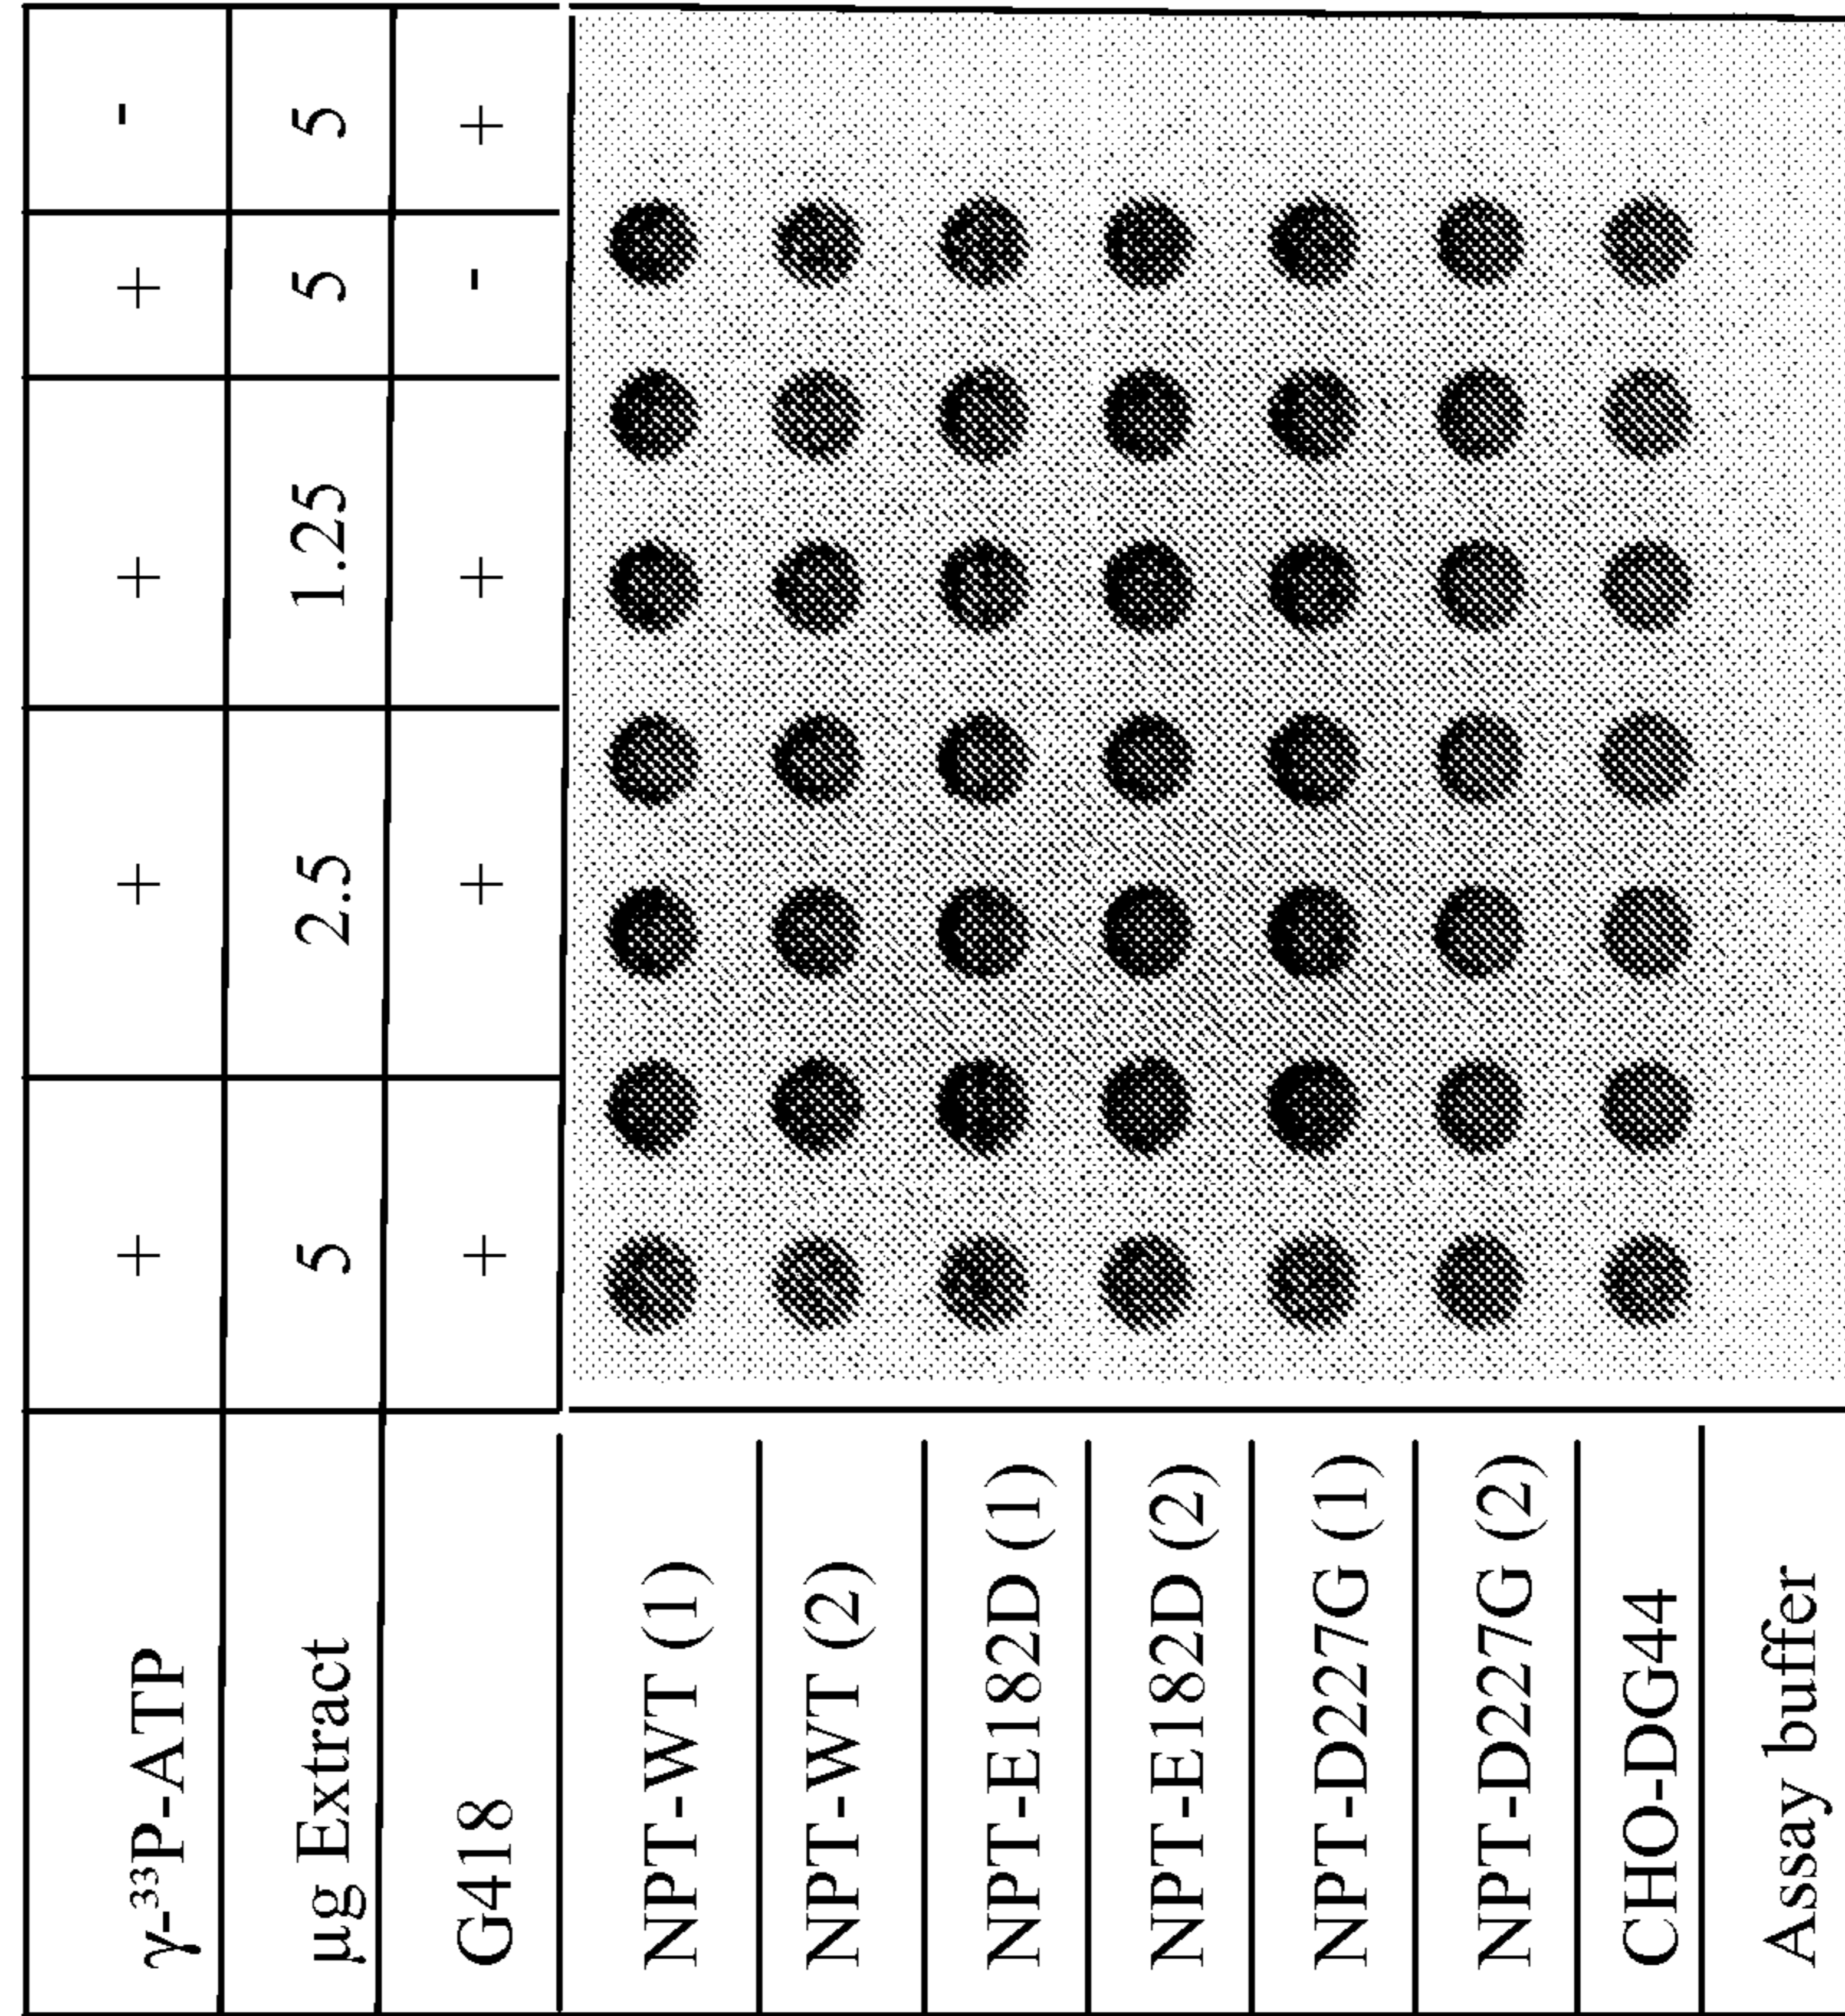 γ-³³P-ATP + + + + -
µg Extract 5 2.5 1.25 5 5
G418 + + + - +
NPT-WT (1)
NPT-WT (2)
NPT-E182D (1)
NPT-E182D (2)
NPT-D227G (1)
NPT-D227G (2)
CHO-DG44
Assay buffer